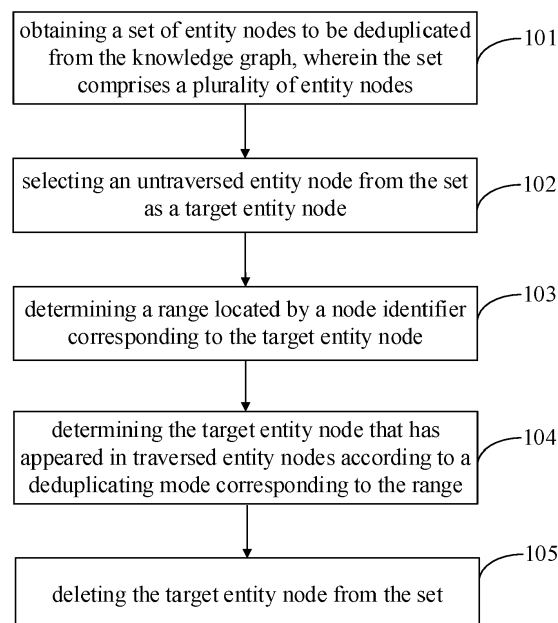 obtaining a set of entity nodes to be deduplicated
from the knowledge graph, wherein the set
comprises a plurality of entity nodes
101
selecting an untraversed entity node from the set
as a target entity node
102
determining a range located by a node identifier
corresponding to the target entity node
103
determining the target entity node that has
appeared in traversed entity nodes according to a
deduplicating mode corresponding to the range
104
deleting the target entity node from the set
105